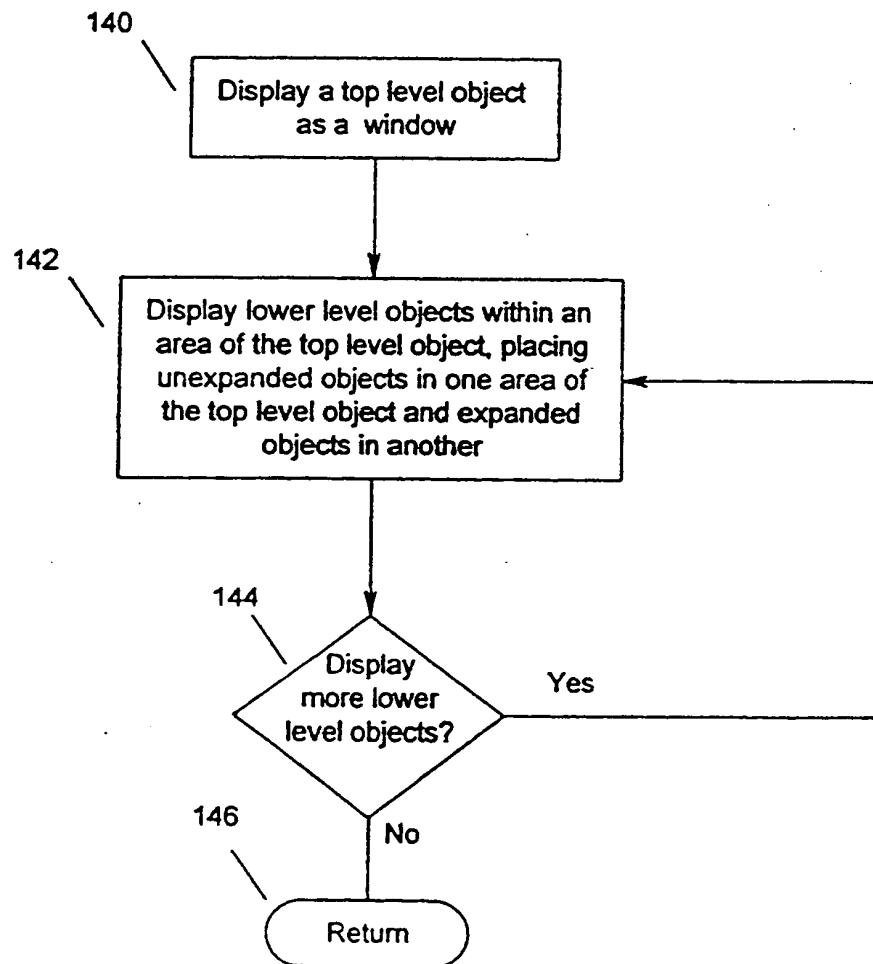 140
Display a top level object
as a window
142
Display lower level objects within an
area of the top level object, placing
unexpanded objects in one area of
the top level object and expanded
objects in another
144
Display
more lower
level objects?
Yes
No
146
Return